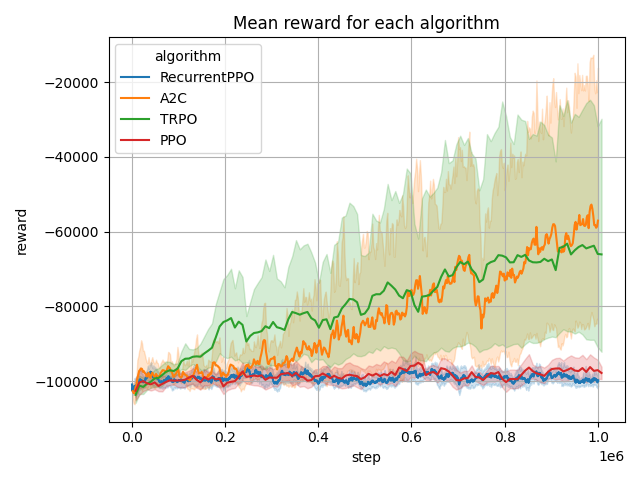 Mean reward for each algorithm
algorithm
RecurrentPPO
A2C
TRPO
PPO
reward
−20000
−40000
−60000
−80000
−100000
0.0 0.2 0.4 0.6 0.8 1.0
1e6
step